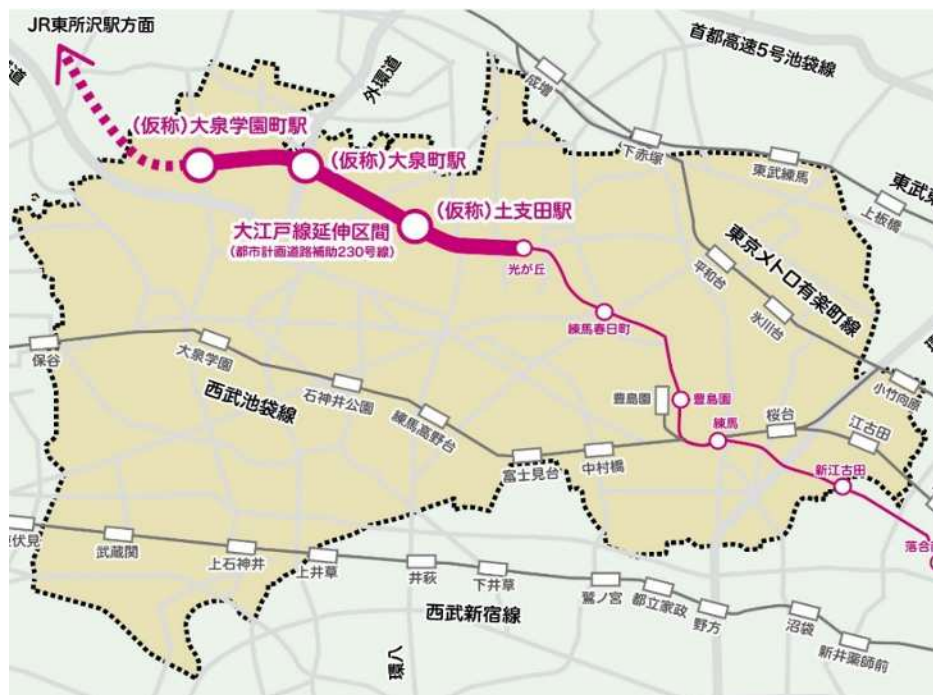 JR東所沢駅方面
首都高速5号池袋線
外環道
道
成増
(仮称)大泉学園町駅
(仮称)大泉町駅
下赤塚
東武練馬
上板橋
(仮称)土支田駅
大江戸線延伸区間
(都市計画道路補助230号線)
光が丘
東京メトロ有楽町線
平和台
氷川台
練馬春日町
保谷
大泉学園
西武池袋線
石神井公園
練馬高野台
豊島園
豊島園
小竹向原
練馬
桜台
江古田
富士見台
中村橋
新江古田
武蔵関
上石神井
上井草
井荻
下井草
鷺ノ宮
都立家政
野方
沼袋
新井薬師前
西武新宿線
環八